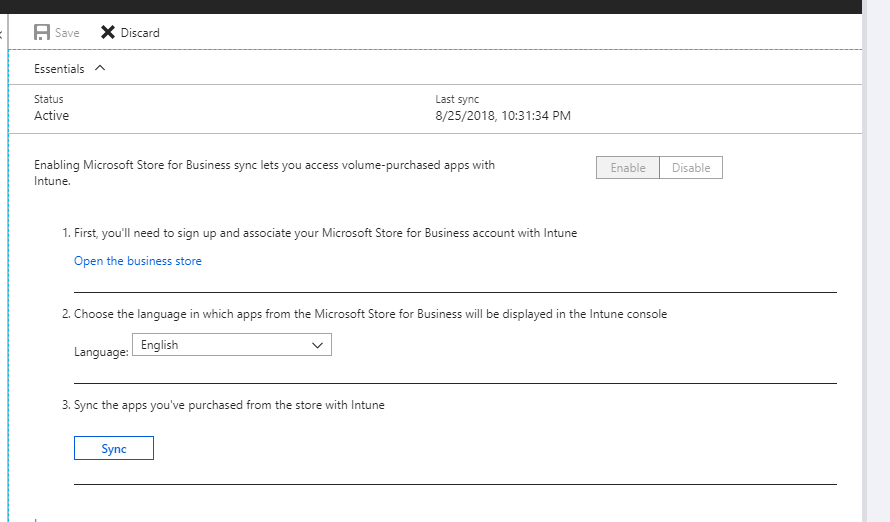 Save Discard
Essentials
Status Last sync
Active 8/25/2018, 10:31:34 PM
Enabling Microsoft Store for Business sync lets you access volume-purchased apps with
Intune.
Enable Disable
1. First, you'll need to sign up and associate your Microsoft Store for Business account with Intune
Open the business store
2. Choose the language in which apps from the Microsoft Store for Business will be displayed in the Intune console
Language: English
3. Sync the apps you've purchased from the store with Intune
Sync